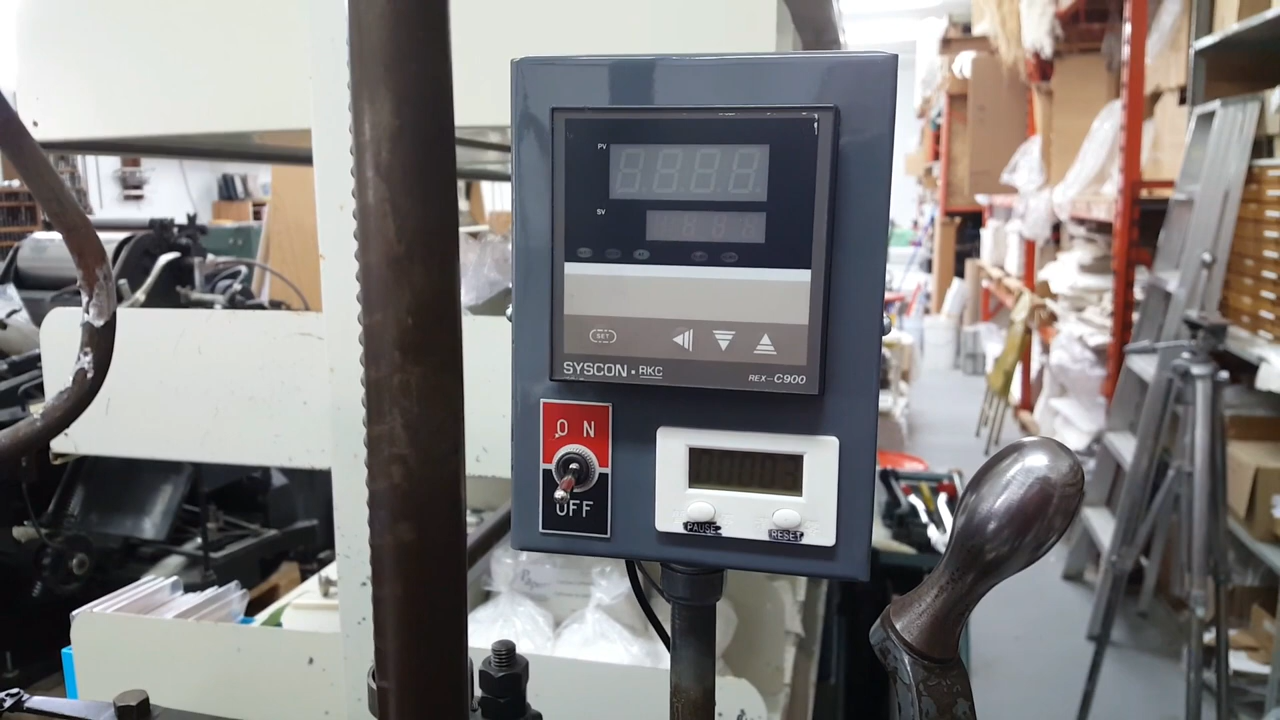 PV
SV
SET
SYSCON • RKC
REX-C900
ON
OFF
PAUSE
RESET